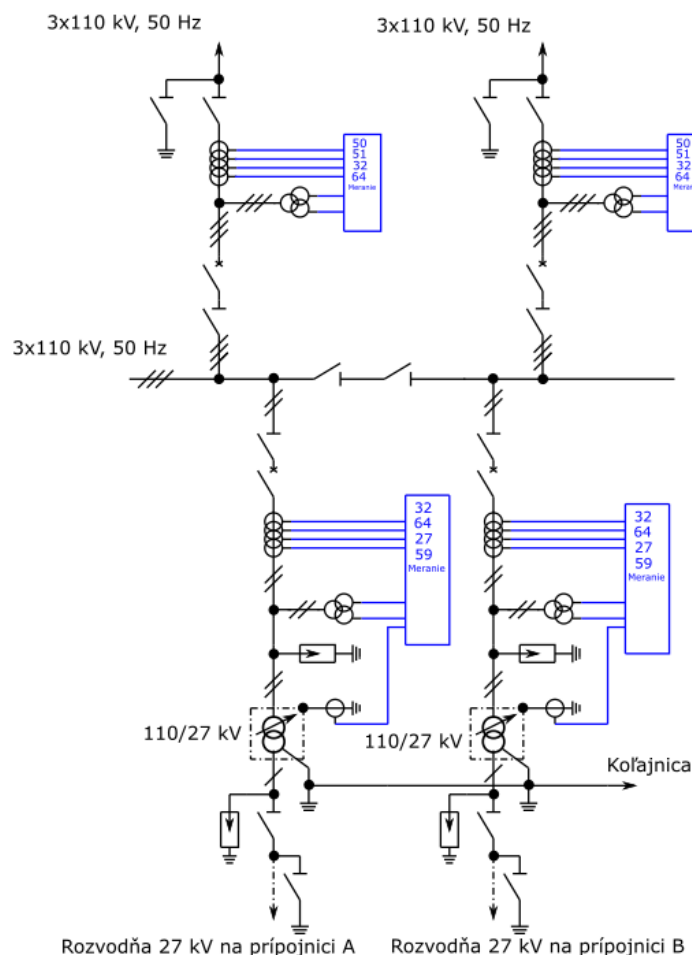 3x110 kV, 50 Hz
3x110 kV, 50 Hz
50
51
32
64
Meranie
50
51
32
64
3x110 kV, 50 Hz
32
64
27
59
Meranie
32
64
27
59
Meranie
110/27 kV
110/27 kV
Koľajnica
Rozvodňa 27 kV na prípojnici A
Rozvodňa 27 kV na prípojnici B